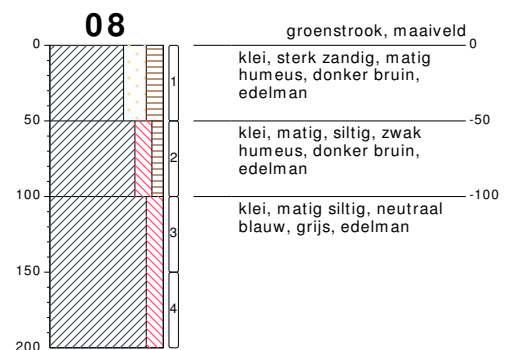 08
groenstrook, maaiveld
0
0
klei, sterk zandig, matig
humeus, donker bruin,
edelman
1
50
-50
klei, matig, siltig, zwak
humeus, donker bruin,
edelman
2
100
-100
klei, matig siltig, neutraal
blauw, grijs, edelman
3
150
4
200